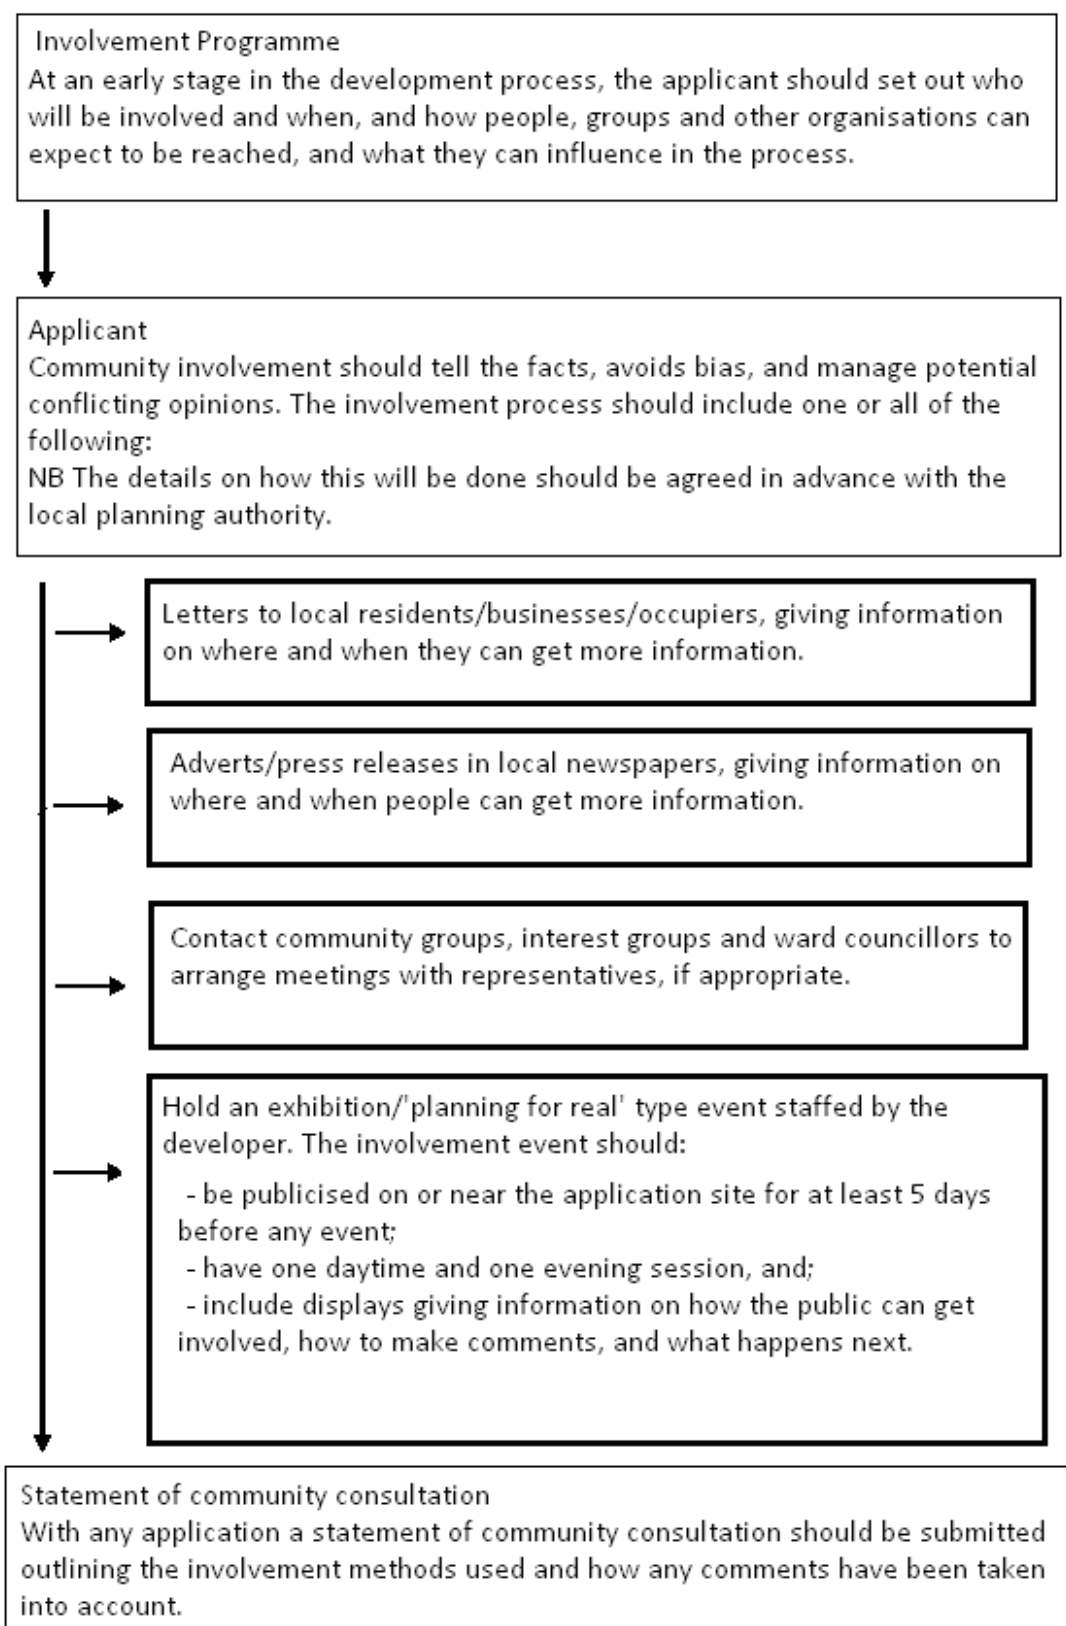 Involvement Programme
At an early stage in the development process, the applicant should set out who
will be involved and when, and how people, groups and other organisations can
expect to be reached, and what they can influence in the process.
Applicant
Community involvement should tell the facts, avoids bias, and manage potential
conflicting opinions. The involvement process should include one or all of the
following:
NB The details on how this will be done should be agreed in advance with the
local planning authority.
Letters to local residents/businesses/occupiers, giving information
on where and when they can get more information.
Adverts/press releases in local newspapers, giving information on
where and when people can get more information.
Contact community groups, interest groups and ward councillors to
arrange meetings with representatives, if appropriate.
Hold an exhibition/'planning for real' type event staffed by the
developer. The involvement event should:
- be publicised on or near the application site for at least 5 days
before any event;
- have one daytime and one evening session, and;
- include displays giving information on how the public can get
involved, how to make comments, and what happens next.
Statement of community consultation
With any application a statement of community consultation should be submitted
outlining the involvement methods used and how any comments have been taken
into account.